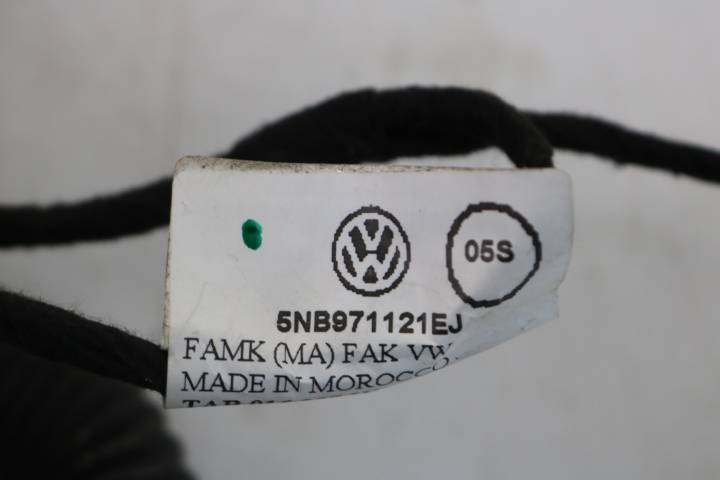 05S
5NB971121EJ
FAMK (MA) FAK VW
MADE IN MOROCCO